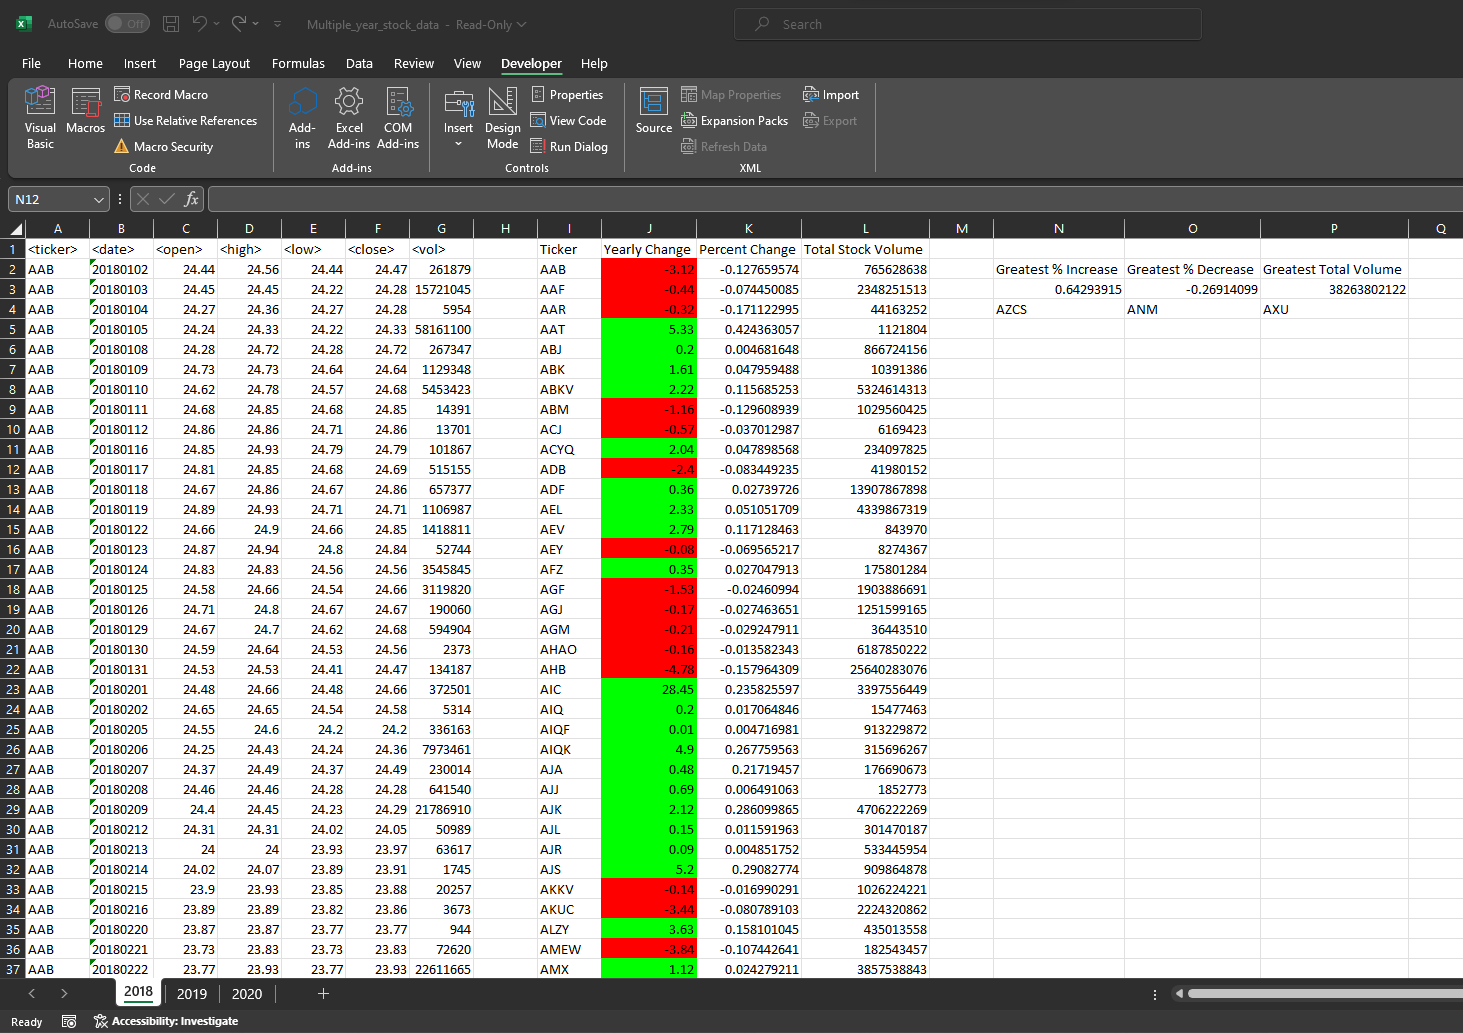 AutoSave Off Multiple_year_stock_data - Read-Only Search
File Home Insert Page Layout Formulas Data Review View Developer Help
Visual Basic Macros Record Macro Use Relative References Macro Security Code
Add-ins Excel Add-ins COM Add-ins Add-ins
Insert Design Mode Properties View Code Run Dialog Controls
Source Map Properties Expansion Packs Refresh Data Import Export XML
N12 fx
A B C D E F G H I J K L M N O P Q
1 <ticker> <date> <open> <high> <low> <close> <vol> Ticker Yearly Change Percent Change Total Stock Volume
2 AAB 20180102 24.44 24.56 24.44 24.47 261879 AAB -3.12 -0.127659574 765628638 Greatest % Increase Greatest % Decrease Greatest Total Volume
3 AAB 20180103 24.45 24.45 24.22 24.28 15721045 AAF -0.44 -0.074450085 2348251513 0.64293915 -0.26914099 38263802122
4 AAB 20180104 24.27 24.36 24.27 24.28 5954 AAR -0.32 -0.171122995 44163252 AZCS ANM AXU
5 AAB 20180105 24.24 24.33 24.22 24.33 58161100 AAT 5.33 0.424363057 1121804
6 AAB 20180108 24.28 24.72 24.28 24.72 267347 ABJ 0.2 0.004681648 866724156
7 AAB 20180109 24.73 24.73 24.64 24.64 1129348 ABK 1.61 0.047959488 10391386
8 AAB 20180110 24.62 24.78 24.57 24.68 5453423 ABKV 2.22 0.115685253 5324614313
9 AAB 20180111 24.68 24.85 24.68 24.85 14391 ABM -1.16 -0.129608939 1029560425
10 AAB 20180112 24.86 24.86 24.71 24.86 13701 ACJ -0.57 -0.037012987 6169423
11 AAB 20180116 24.85 24.93 24.79 24.79 101867 ACYQ 2.04 0.047898568 234097825
12 AAB 20180117 24.81 24.85 24.68 24.69 515155 ADB -2.4 -0.083449235 41980152
13 AAB 20180118 24.67 24.86 24.67 24.86 657377 ADF 0.36 0.02739726 13907867898
14 AAB 20180119 24.89 24.93 24.71 24.71 1106987 AEL 2.33 0.051051709 4339867319
15 AAB 20180122 24.66 24.9 24.66 24.85 1418811 AEV 2.79 0.117128463 843970
16 AAB 20180123 24.87 24.94 24.8 24.84 52744 AEY -0.08 -0.069565217 8274367
17 AAB 20180124 24.83 24.83 24.56 24.56 3545845 AFZ 0.35 0.027047913 175801284
18 AAB 20180125 24.58 24.66 24.54 24.66 3119820 AGF -1.53 -0.02460994 1903886691
19 AAB 20180126 24.71 24.8 24.67 24.67 190060 AGJ -0.17 -0.027463651 1251599165
20 AAB 20180129 24.67 24.7 24.62 24.68 594904 AGM -0.21 -0.029247911 36443510
21 AAB 20180130 24.59 24.64 24.53 24.56 2373 AHAO -0.16 -0.013582343 6187850222
22 AAB 20180131 24.53 24.53 24.41 24.47 134187 AHB -4.78 -0.157964309 25640283076
23 AAB 20180201 24.48 24.66 24.48 24.66 372501 AIC 28.45 0.235825597 3397556449
24 AAB 20180202 24.65 24.65 24.54 24.58 5314 AIQ 0.2 0.017064846 15477463
25 AAB 20180205 24.55 24.6 24.2 24.2 336163 AIQF 0.01 0.004716981 913229872
26 AAB 20180206 24.25 24.43 24.24 24.36 7973461 AIQK 4.9 0.267759563 315696267
27 AAB 20180207 24.37 24.49 24.37 24.49 230014 AJA 0.48 0.21719457 176690673
28 AAB 20180208 24.46 24.46 24.28 24.28 641540 AJJ 0.69 0.006491063 1852773
29 AAB 20180209 24.4 24.45 24.23 24.29 21786910 AJK 2.12 0.286099865 4706222269
30 AAB 20180212 24.31 24.31 24.02 24.05 50989 AJL 0.15 0.011591963 301470187
31 AAB 20180213 24 24 23.93 23.97 63617 AJR 0.09 0.004851752 533445954
32 AAB 20180214 24.02 24.07 23.89 23.91 1745 AJS 5.2 0.29082774 909864878
33 AAB 20180215 23.9 23.93 23.85 23.88 20257 AKKV -0.14 -0.016990291 1026224221
34 AAB 20180216 23.89 23.89 23.82 23.86 3673 AKUC -3.44 -0.080789103 2224320862
35 AAB 20180220 23.87 23.87 23.77 23.77 944 ALZY 3.63 0.158101045 435013558
36 AAB 20180221 23.73 23.83 23.73 23.83 72620 AMEW -3.84 -0.107442641 182543457
37 AAB 20180222 23.77 23.93 23.77 23.93 22611665 AMX 1.12 0.024279211 3857538843
2018 2019 2020
Ready Accessibility: Investigate